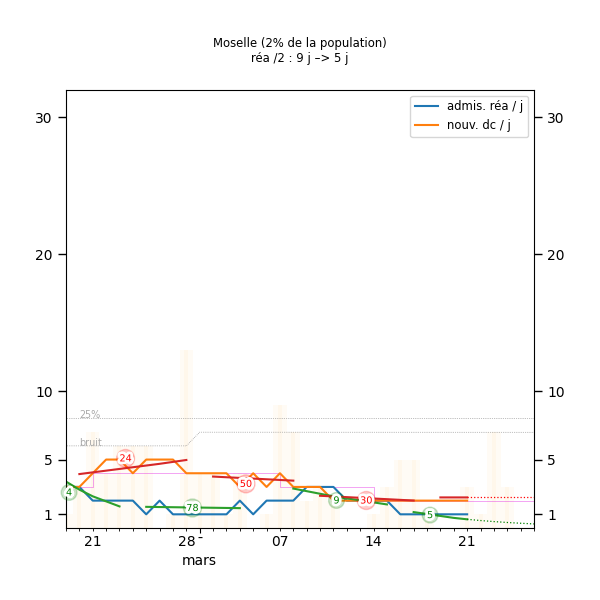 Moselle (2% de la population)
réa /2 : 9 j –> 5 j
admis. réa / j
nouv. dc / j
30 30
20 20
10 10
25%
bruit
5 5
24
50
4
78
9
30
5
1 1
21 28 07 14 21
mars